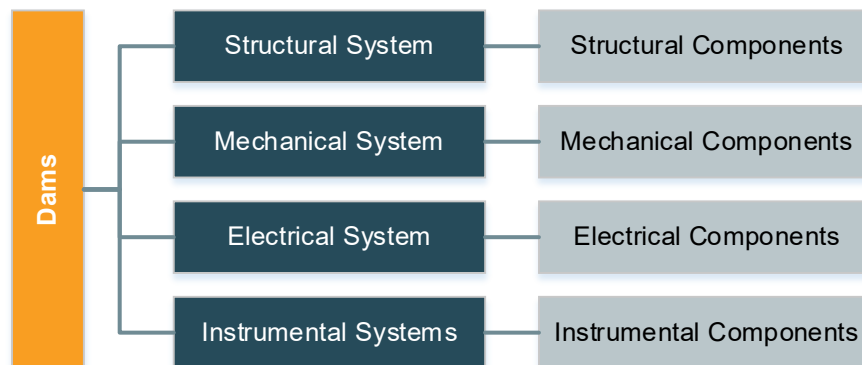 Dams
Structural System
Structural Components
Mechanical System
Mechanical Components
Electrical System
Electrical Components
Instrumental Systems
Instrumental Components